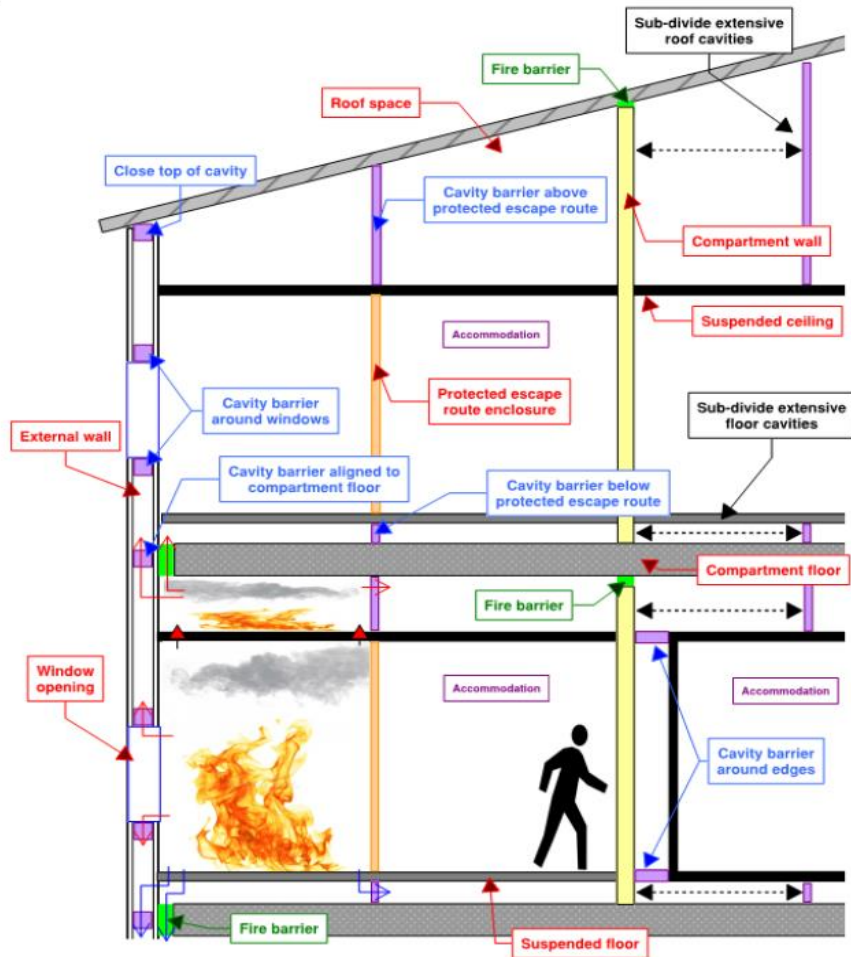 Sub-divide extensive
roof cavities
Fire barrier
Roof space
Close top of cavity
Cavity barrier above
protected escape route
Compartment wall
Suspended ceiling
Accommodation
Cavity barrier
around windows
Protected escape
route enclosure
Sub-divide extensive
floor cavities
External wall
Cavity barrier aligned to
compartment floor
Cavity barrier below
protected escape route
Compartment floor
Fire barrier
Window
opening
Accommodation
Accommodation
Cavity barrier
around edges
Fire barrier
Suspended floor